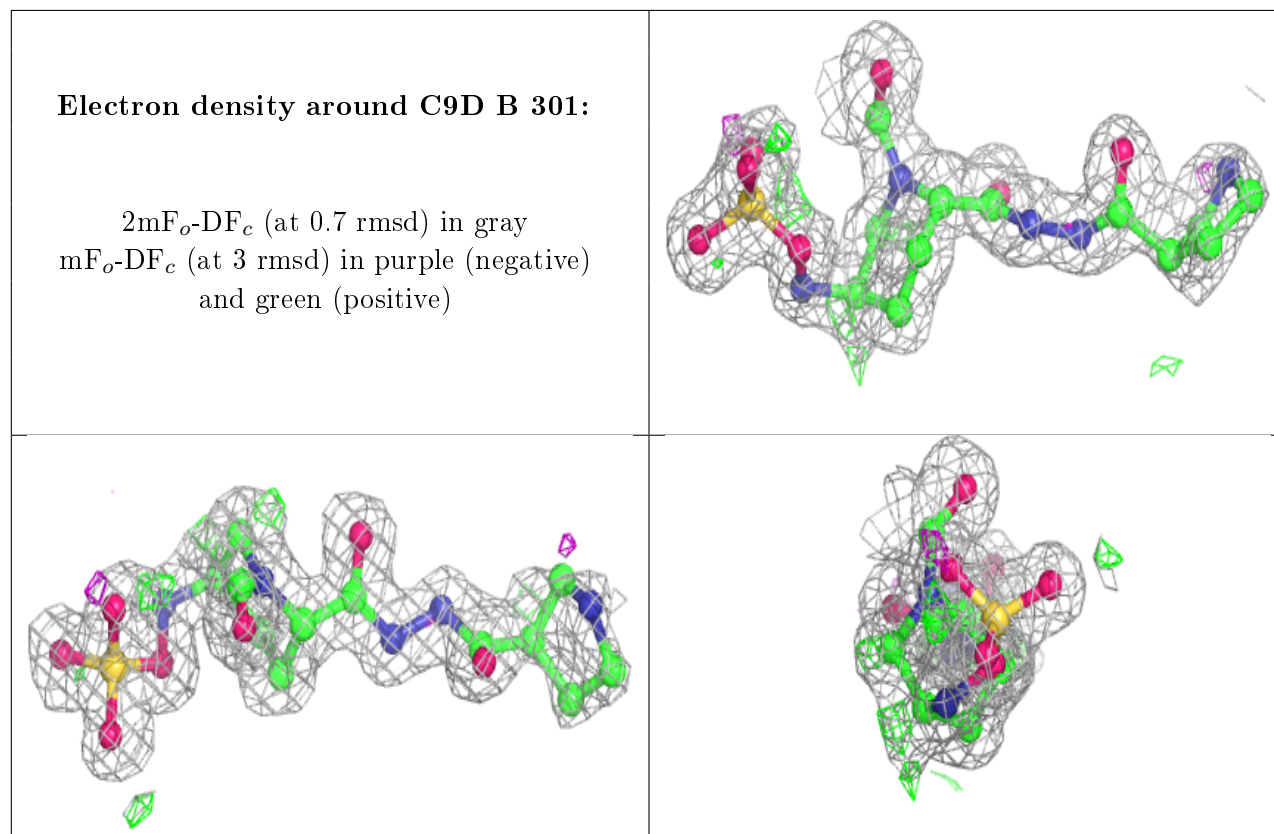 Electron density around C9D B 301:
2mFo-DFc (at 0.7 rmsd) in gray
mFo-DFc (at 3 rmsd) in purple (negative)
and green (positive)